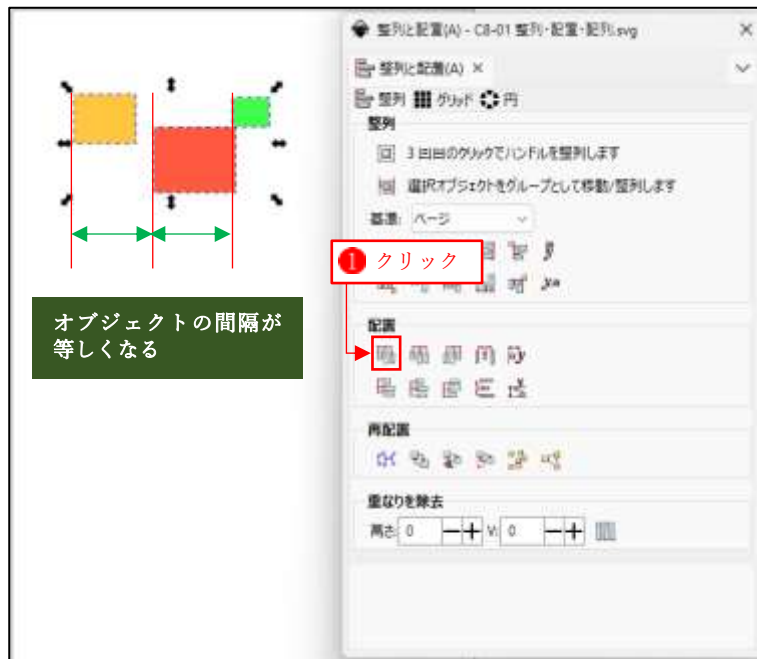 整列と配置(A) - C8-01 整列・配置・配列.svg
整列と配置(A)
整列 グリッド 円
整列
3 回目のクリックでハンドルを整列します
選択オブジェクトをグループとして移動/整列します
基準: ページ
1 クリック
オブジェクトの間隔が
等しくなる
配置
再配置
重なりを除去
高さ: 0 V: 0